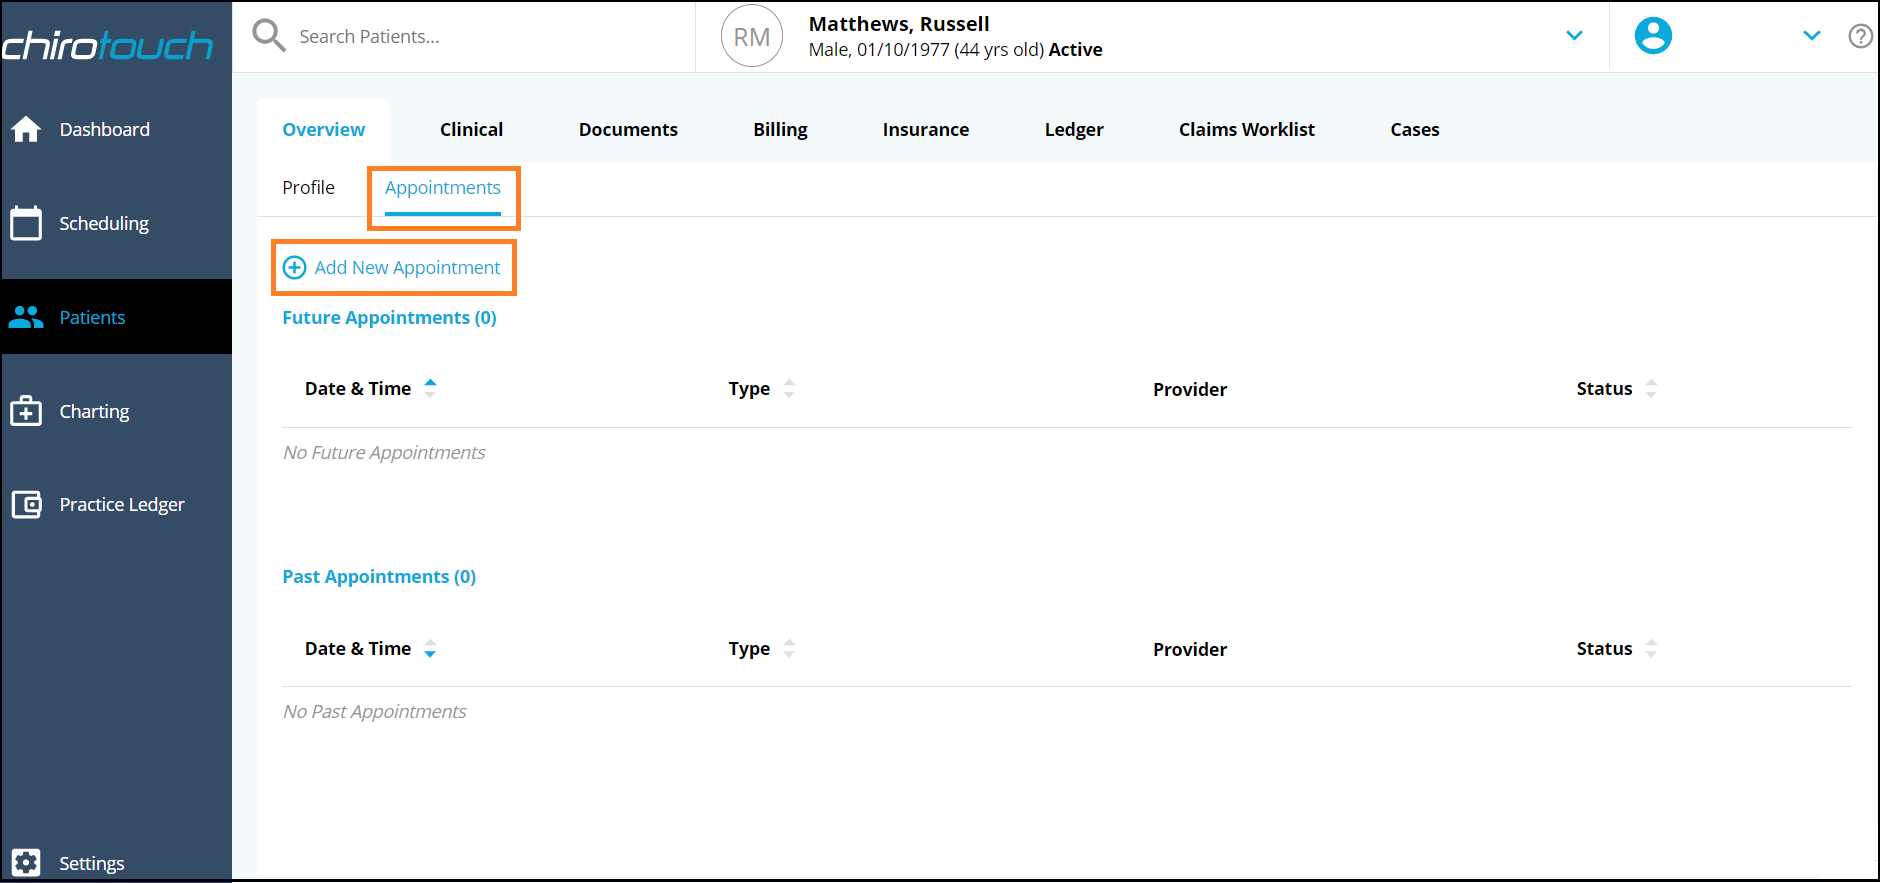 chirotouch
Search Patients...
RM
Matthews, Russell
Male, 01/10/1977 (44 yrs old) Active
Dashboard
Scheduling
Patients
Charting
Practice Ledger
Settings
Overview Clinical Documents Billing Insurance Ledger Claims Worklist Cases
Profile Appointments
Add New Appointment
Future Appointments (0)
Date & Time Type Provider Status
No Future Appointments
Past Appointments (0)
Date & Time Type Provider Status
No Past Appointments